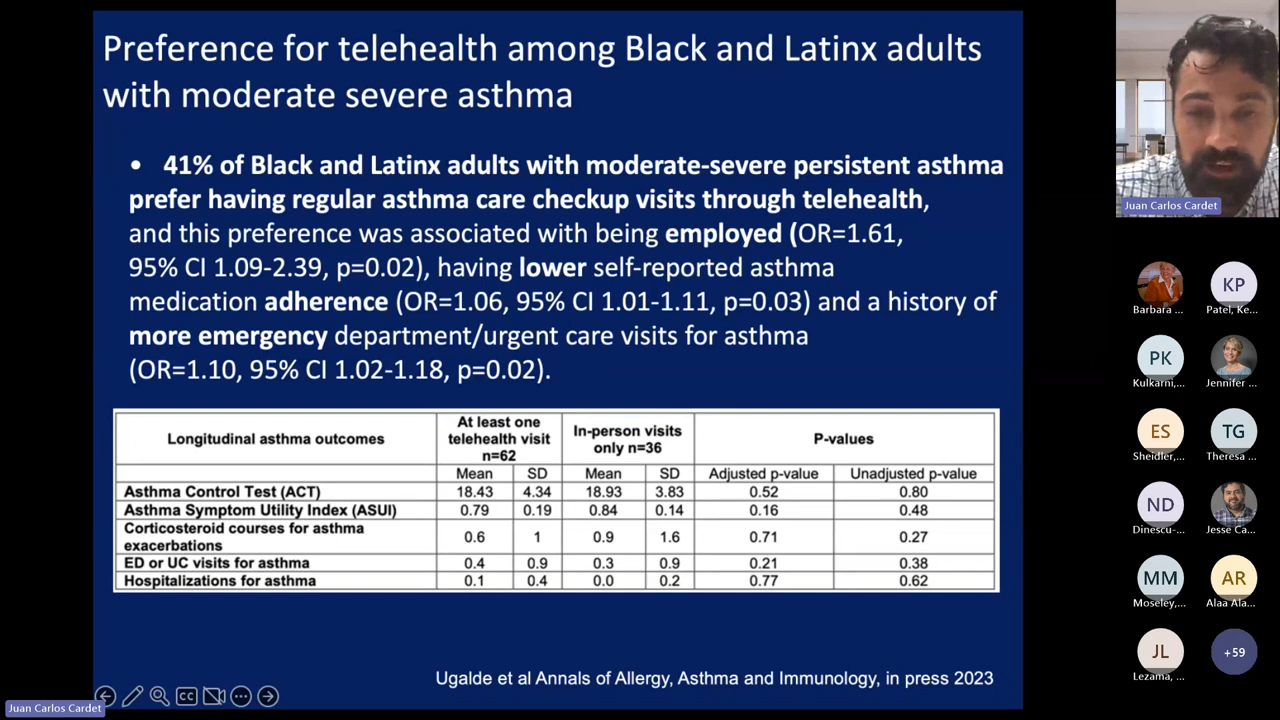 Preference for telehealth among Black and Latinx adults
with moderate severe asthma
• 41% of Black and Latinx adults with moderate-severe persistent asthma
prefer having regular asthma care checkup visits through telehealth,
and this preference was associated with being employed (OR=1.61,
95% CI 1.09-2.39, p=0.02), having lower self-reported asthma
medication adherence (OR=1.06, 95% CI 1.01-1.11, p=0.03) and a history of
more emergency department/urgent care visits for asthma
(OR=1.10, 95% CI 1.02-1.18, p=0.02).
Longitudinal asthma outcomes | At least one telehealth visit n=62 | In-person visits only n=36 | P-values
Mean | SD | Mean | SD | Adjusted p-value | Unadjusted p-value
Asthma Control Test (ACT) | 18.43 | 4.34 | 18.93 | 3.83 | 0.52 | 0.80
Asthma Symptom Utility Index (ASUI) | 0.79 | 0.19 | 0.84 | 0.14 | 0.16 | 0.48
Corticosteroid courses for asthma exacerbations | 0.6 | 1 | 0.9 | 1.6 | 0.71 | 0.27
ED or UC visits for asthma | 0.4 | 0.9 | 0.3 | 0.9 | 0.21 | 0.38
Hospitalizations for asthma | 0.1 | 0.4 | 0.0 | 0.2 | 0.77 | 0.62
Ugalde et al Annals of Allergy, Asthma and Immunology, in press 2023
CC
Juan Carlos Cardet
Juan Carlos Cardet
Barbara ...
KP
Patel, Ke...
PK
Kulkarni,...
Jennifer ...
ES
Sheidler,...
TG
Theresa ...
ND
Dinescu-...
Jesse Ca...
MM
Moseley,...
AR
Alaa Ala...
JL
Lezama, ...
+59